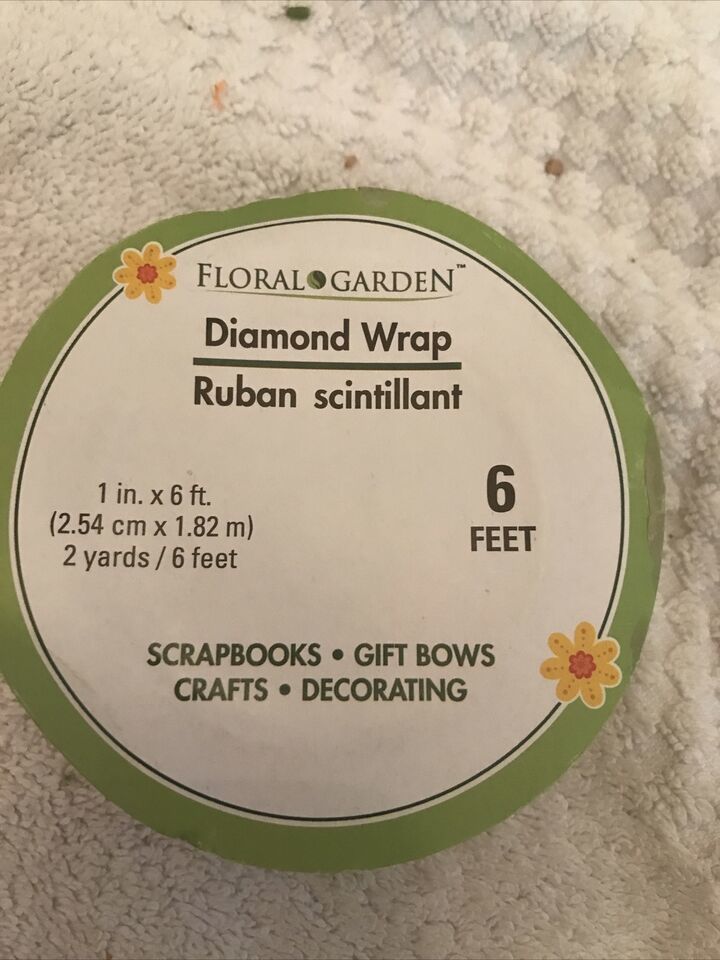 FLORAL GARDEN™
Diamond Wrap
Ruban scintillant
1 in. x 6 ft.
(2.54 cm x 1.82 m)
2 yards / 6 feet
6
FEET
SCRAPBOOKS • GIFT BOWS
CRAFTS • DECORATING